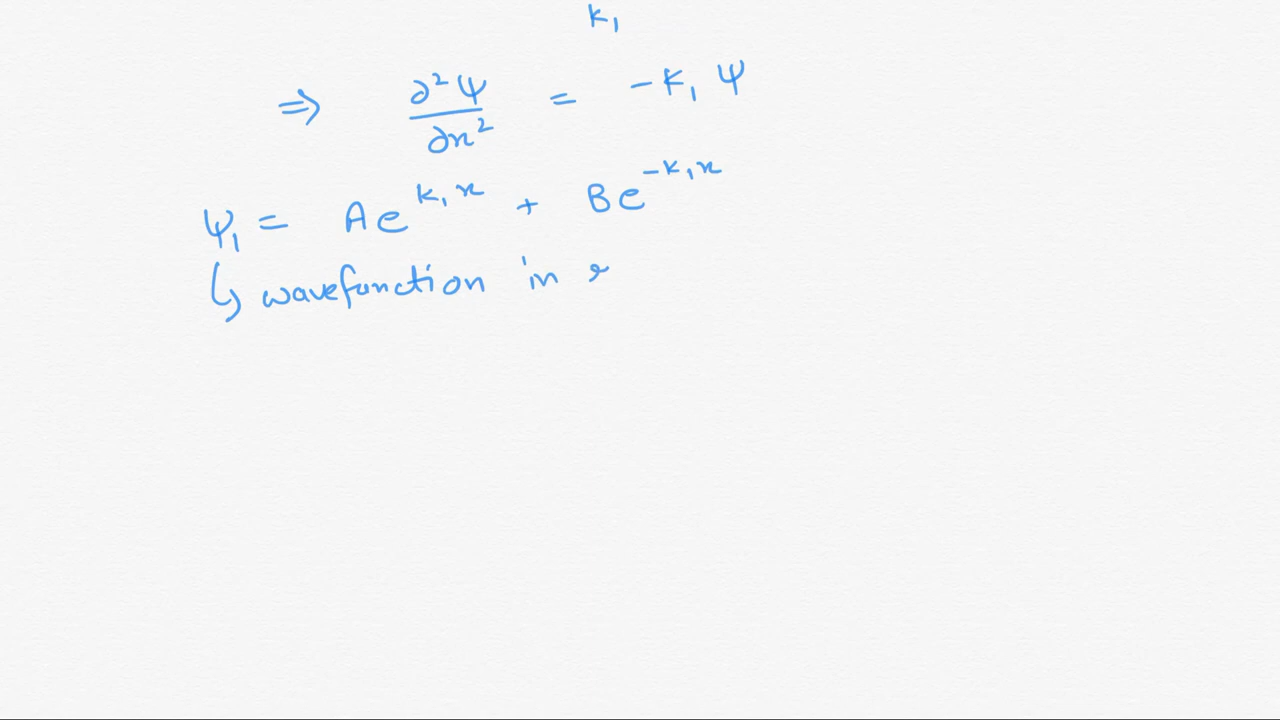 k₁
⇒ ∂²ψ/∂x² = -k₁ ψ
ψ₁ = Ae^{k₁x} + Be^{-k₁x}
↳ wavefunction in